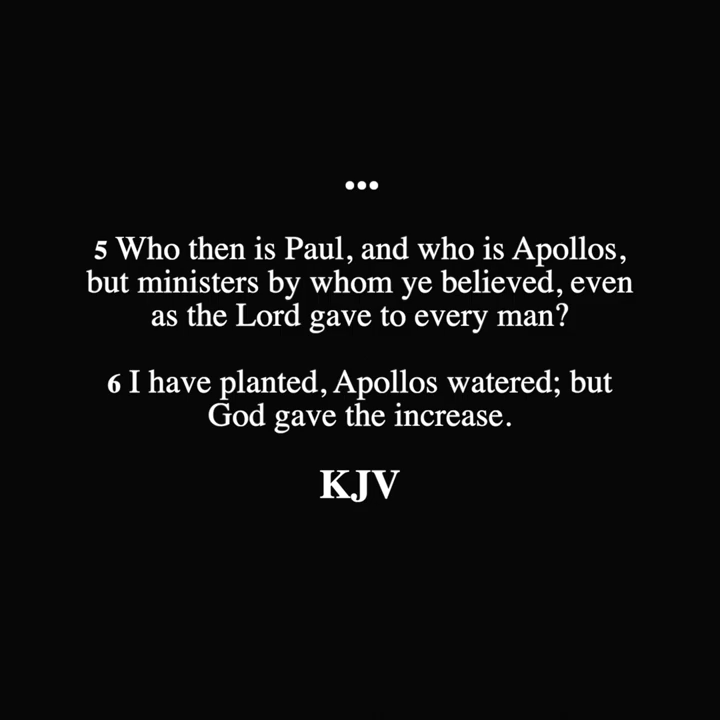 •••
5 Who then is Paul, and who is Apollos,
but ministers by whom ye believed, even
as the Lord gave to every man?
6 I have planted, Apollos watered; but
God gave the increase.
KJV